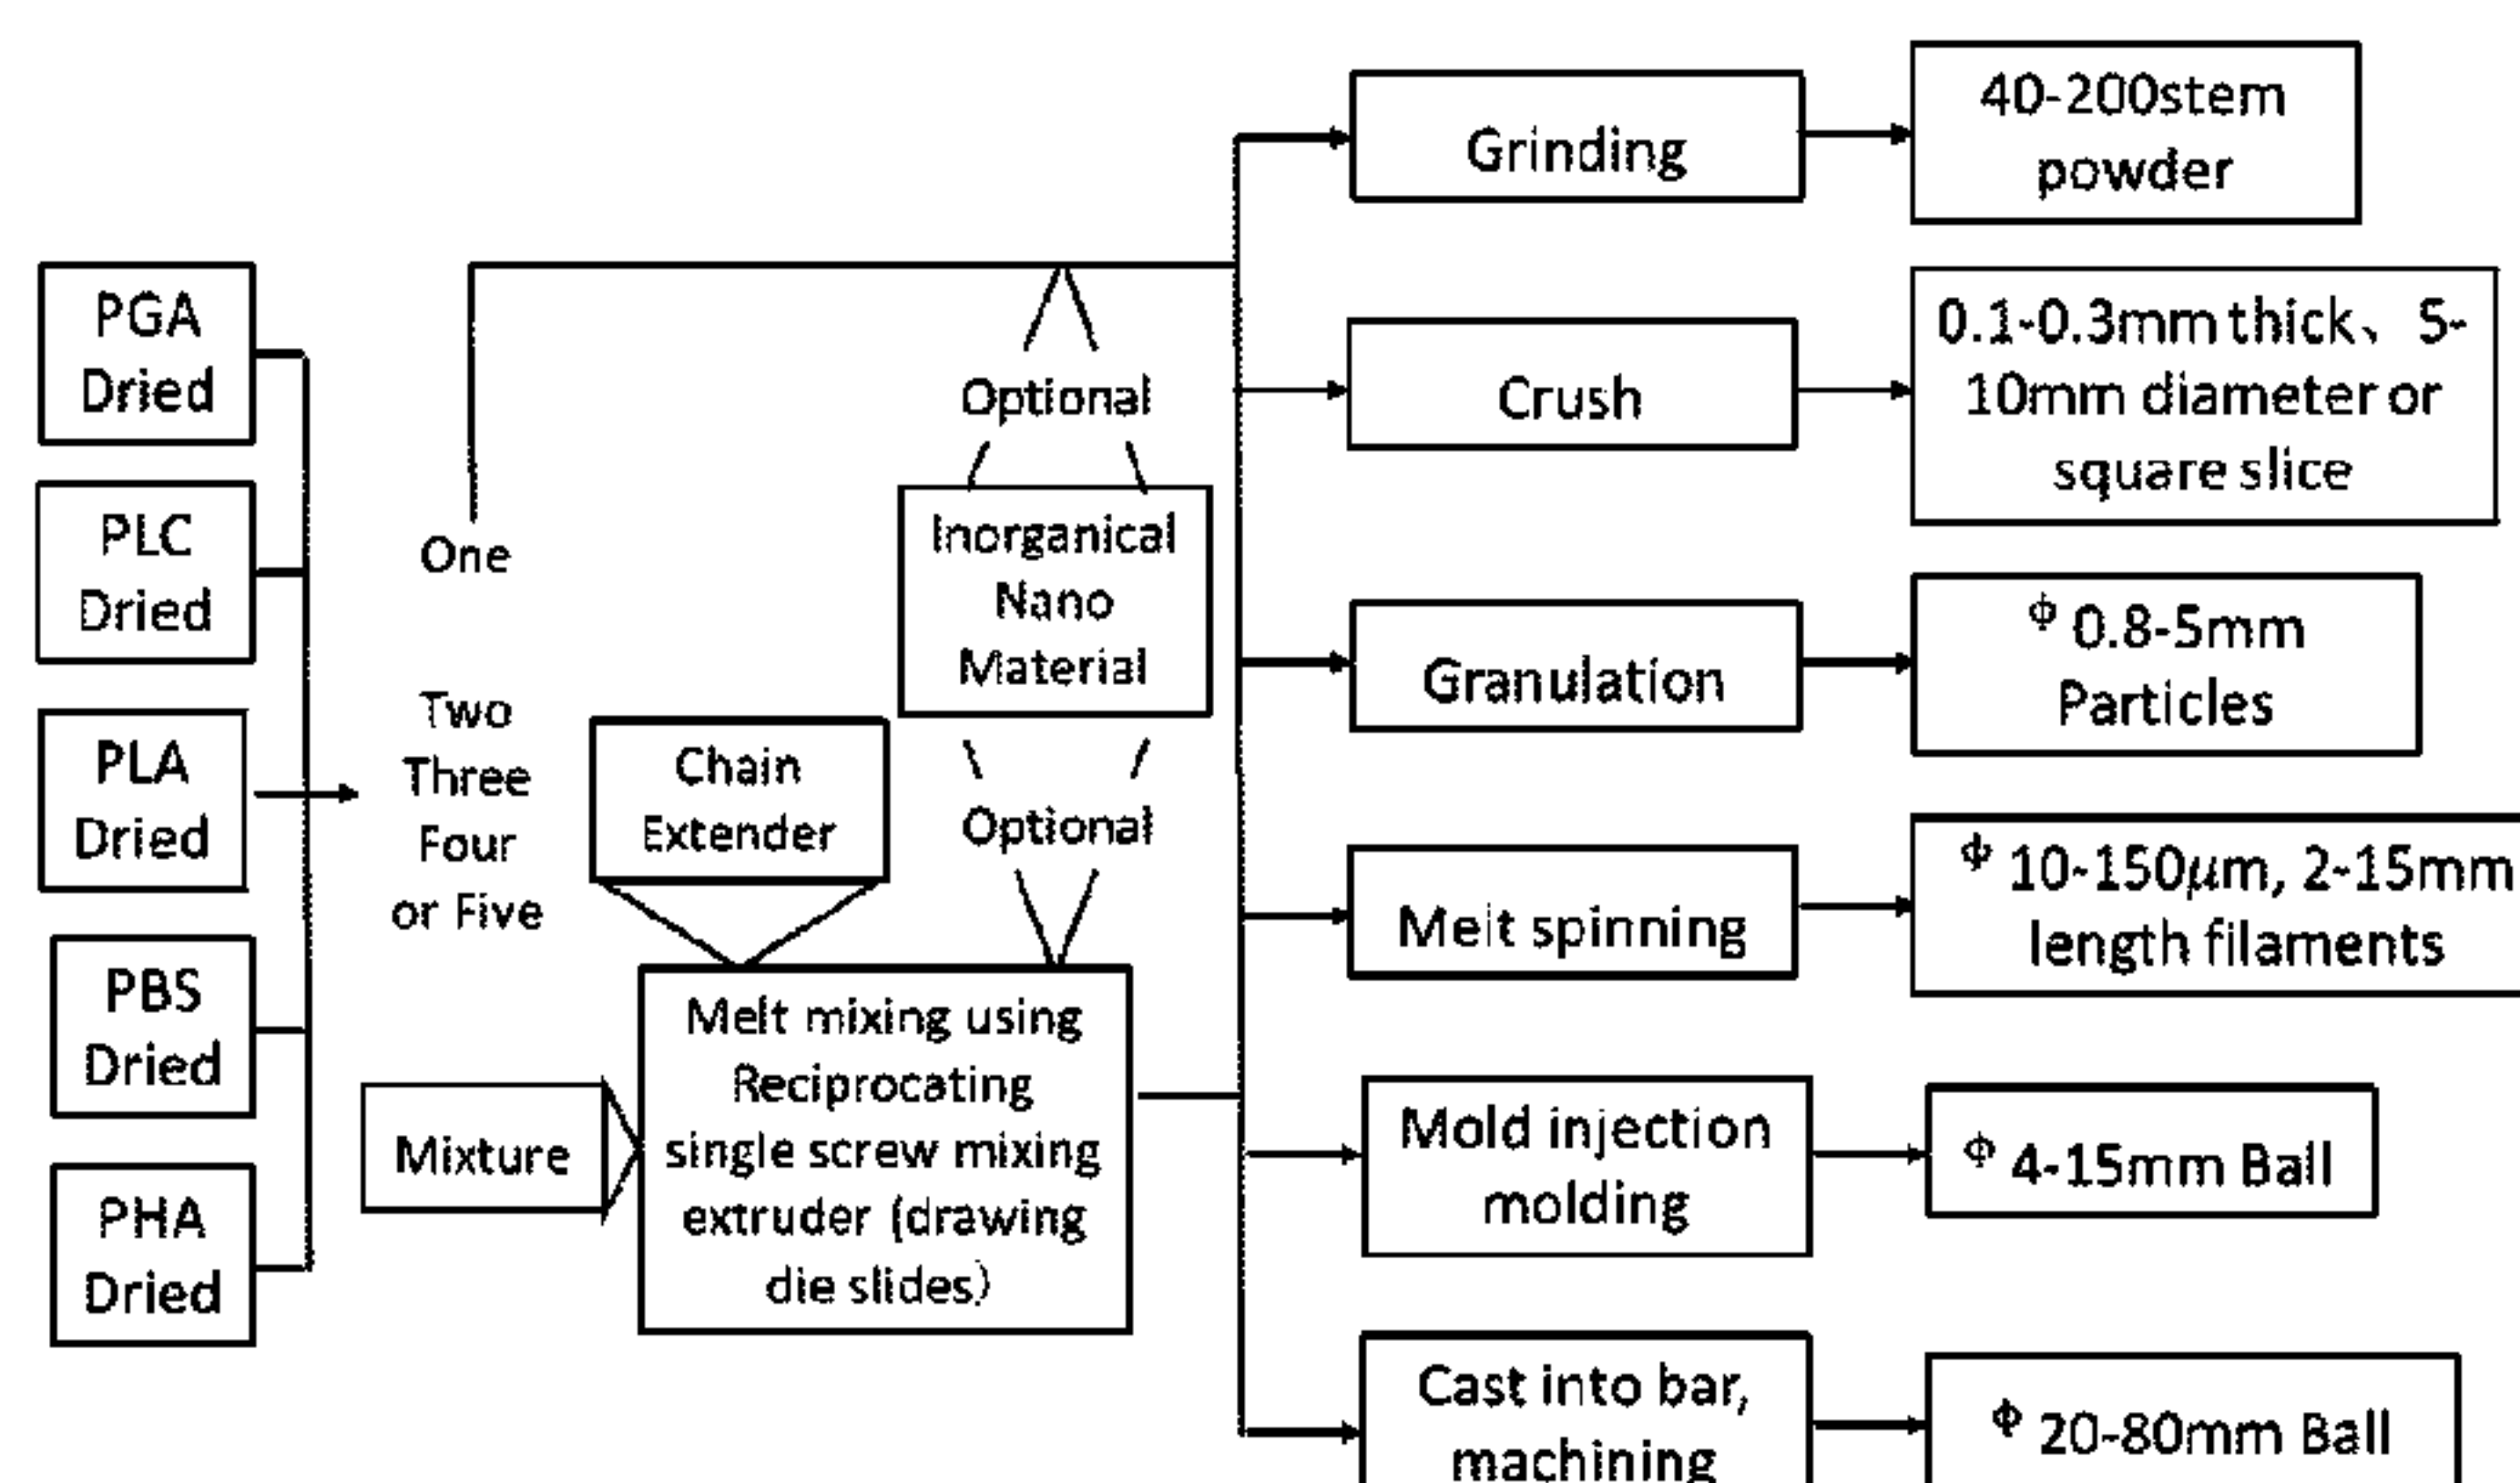 PGA
Dried
PLC
Dried
PLA
Dried
PBS
Dried
PHA
Dried
One
Two
Three
Four
or Five
Mixture
Chain
Extender
Optional
Inorganical
Nano
Material
Optional
Melt mixing using
Reciprocating
single screw mixing
extruder (drawing
die slides)
Grinding
40-200stem
powder
Crush
0.1-0.3mm thick、5-
10mm diameter or
square slice
Granulation
ϕ 0.8-5mm
Particles
Melt spinning
ϕ 10-150μm, 2-15mm
length filaments
Mold injection
molding
ϕ 4-15mm Ball
Cast into bar,
machining
ϕ 20-80mm Ball